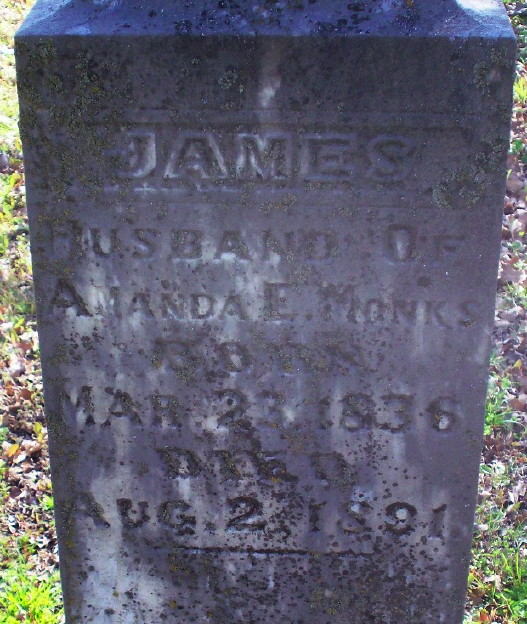 JAMES
HUSBAND OF
AMANDA E. MONKS
BORN
MAR. 23, 1836
DIED
AUG. 2, 1891